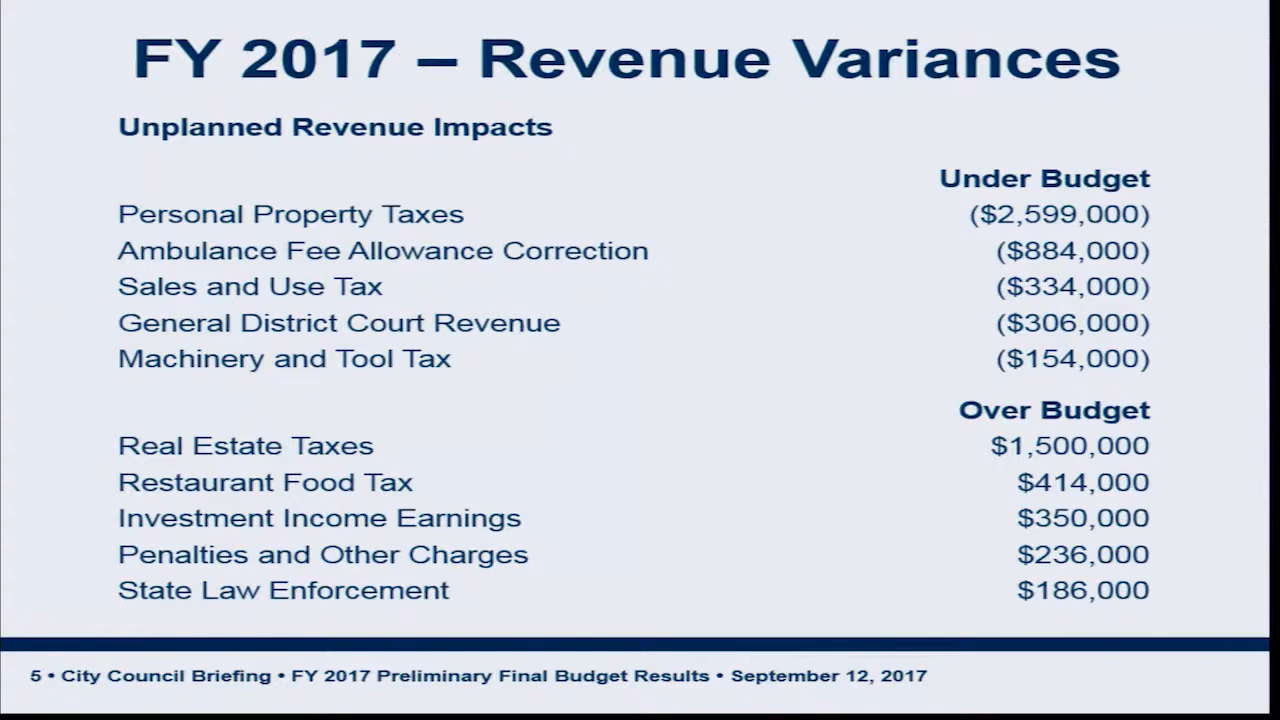 FY 2017 – Revenue Variances
Unplanned Revenue Impacts
Under Budget
Personal Property Taxes ($2,599,000)
Ambulance Fee Allowance Correction ($884,000)
Sales and Use Tax ($334,000)
General District Court Revenue ($306,000)
Machinery and Tool Tax ($154,000)
Over Budget
Real Estate Taxes $1,500,000
Restaurant Food Tax $414,000
Investment Income Earnings $350,000
Penalties and Other Charges $236,000
State Law Enforcement $186,000
5 • City Council Briefing • FY 2017 Preliminary Final Budget Results • September 12, 2017